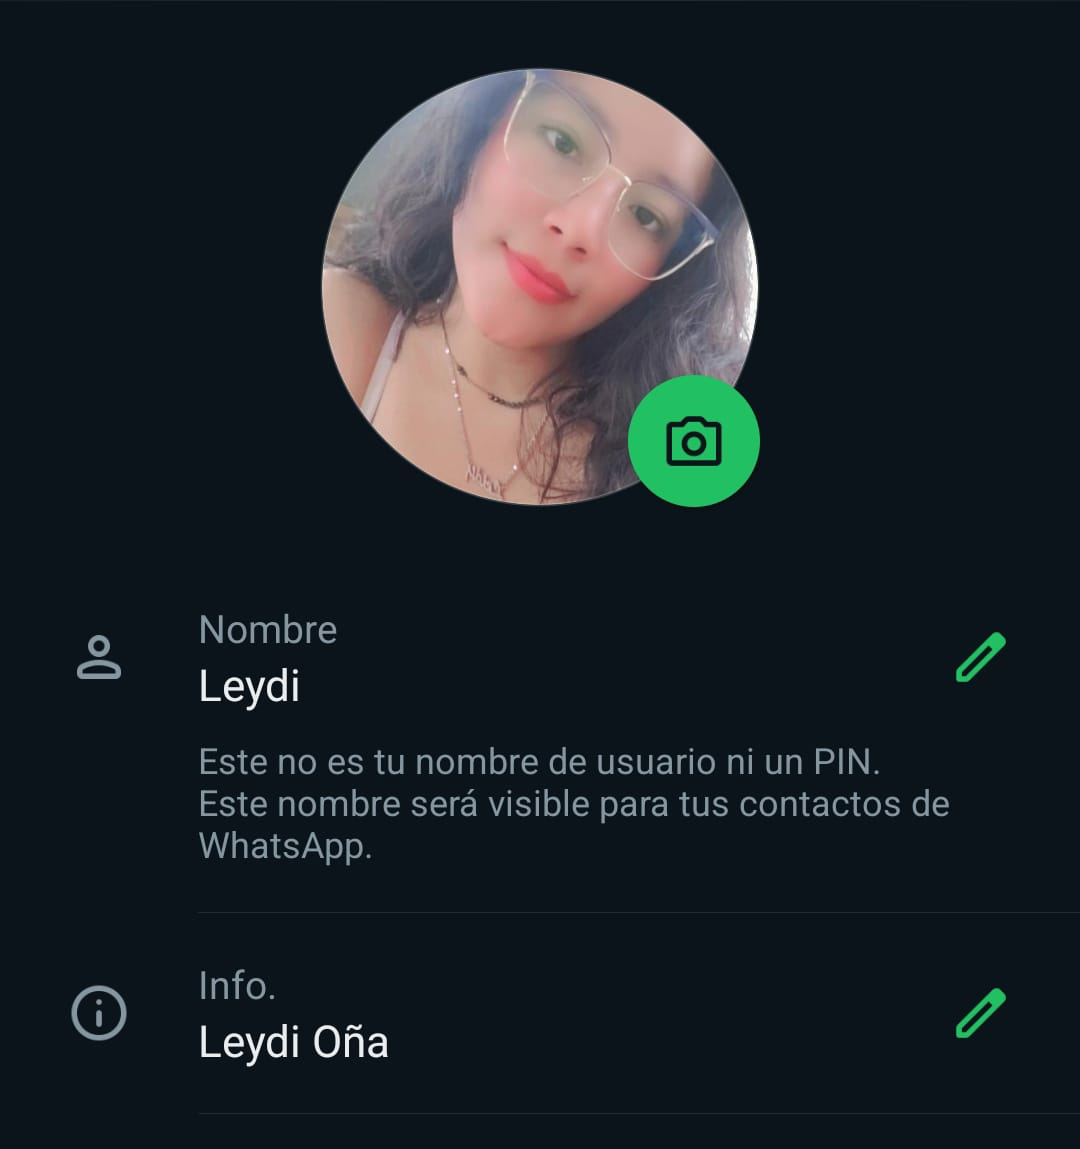 Nombre
Leydi
Este no es tu nombre de usuario ni un PIN.
Este nombre será visible para tus contactos de
WhatsApp.
Info.
Leydi Oña